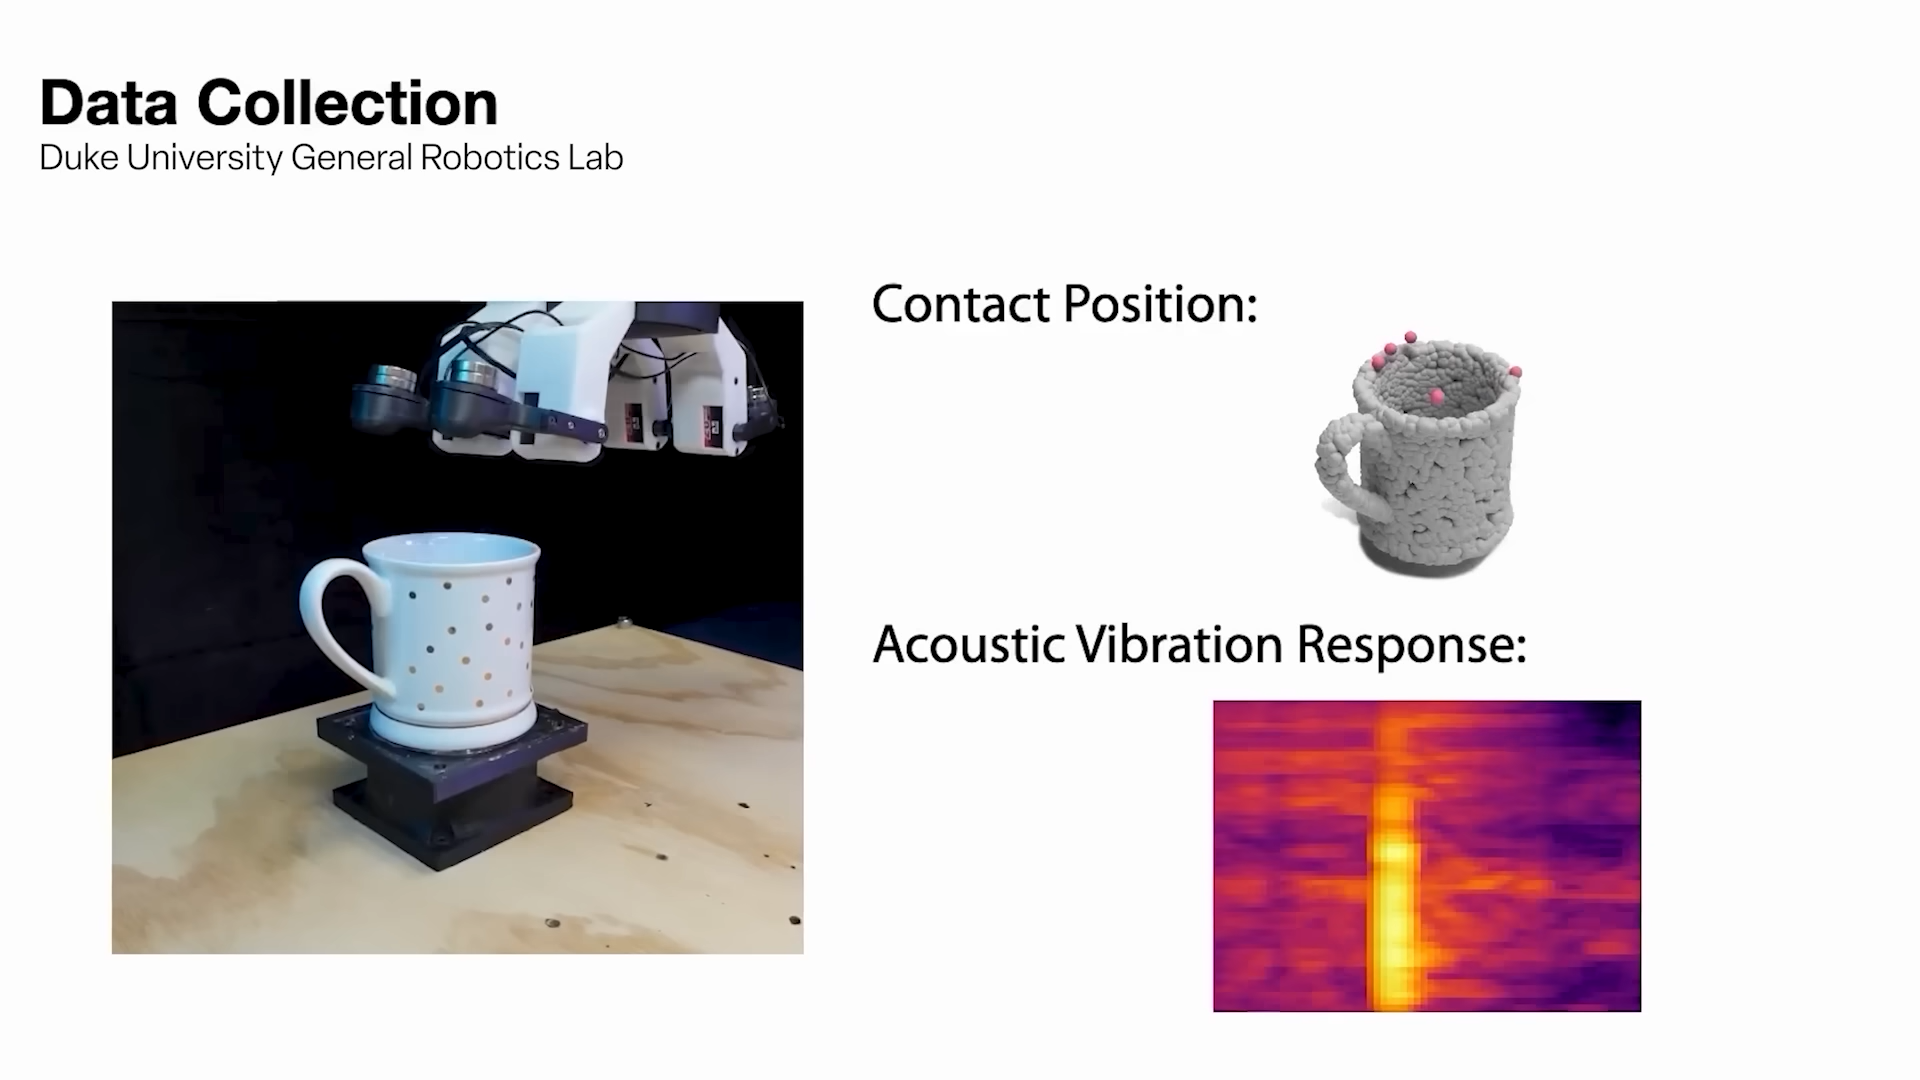 Data Collection
Duke University General Robotics Lab
Contact Position:
Acoustic Vibration Response: